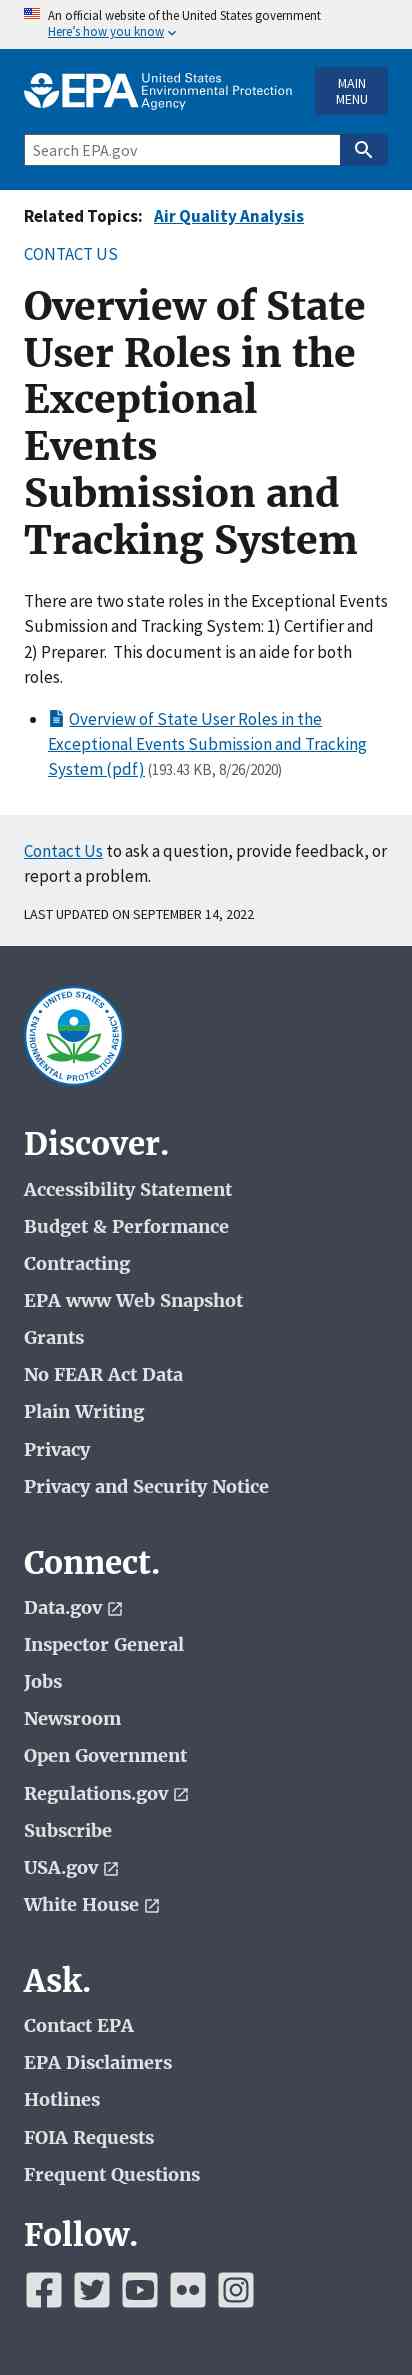 An official website of the United States government
Here's how you know
EPA United States
Environmental Protection
Agency
MAIN
MENU
Search EPA.gov
Related Topics: Air Quality Analysis
CONTACT US
Overview of State
User Roles in the
Exceptional
Events
Submission and
Tracking System
There are two state roles in the Exceptional Events
Submission and Tracking System: 1) Certifier and
2) Preparer.  This document is an aide for both
roles.
Overview of State User Roles in the
Exceptional Events Submission and Tracking
System (pdf) (193.43 KB, 8/26/2020)
Contact Us to ask a question, provide feedback, or
report a problem.
LAST UPDATED ON SEPTEMBER 14, 2022
UNITED STATES
ENVIRONMENTAL PROTECTION AGENCY
Discover.
Accessibility Statement
Budget & Performance
Contracting
EPA www Web Snapshot
Grants
No FEAR Act Data
Plain Writing
Privacy
Privacy and Security Notice
Connect.
Data.gov
Inspector General
Jobs
Newsroom
Open Government
Regulations.gov
Subscribe
USA.gov
White House
Ask.
Contact EPA
EPA Disclaimers
Hotlines
FOIA Requests
Frequent Questions
Follow.